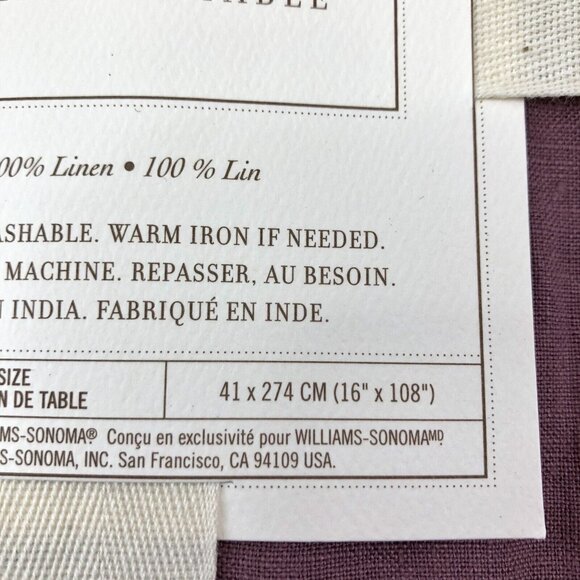 TABLE
00% Linen • 100 % Lin
ASHABLE. WARM IRON IF NEEDED.
MACHINE. REPASSER, AU BESOIN.
N INDIA. FABRIQUÉ EN INDE.
SIZE
N DE TABLE
41 x 274 CM (16" x 108")
MS-SONOMA® Conçu en exclusivité pour WILLIAMS-SONOMAMD
S-SONOMA, INC. San Francisco, CA 94109 USA.